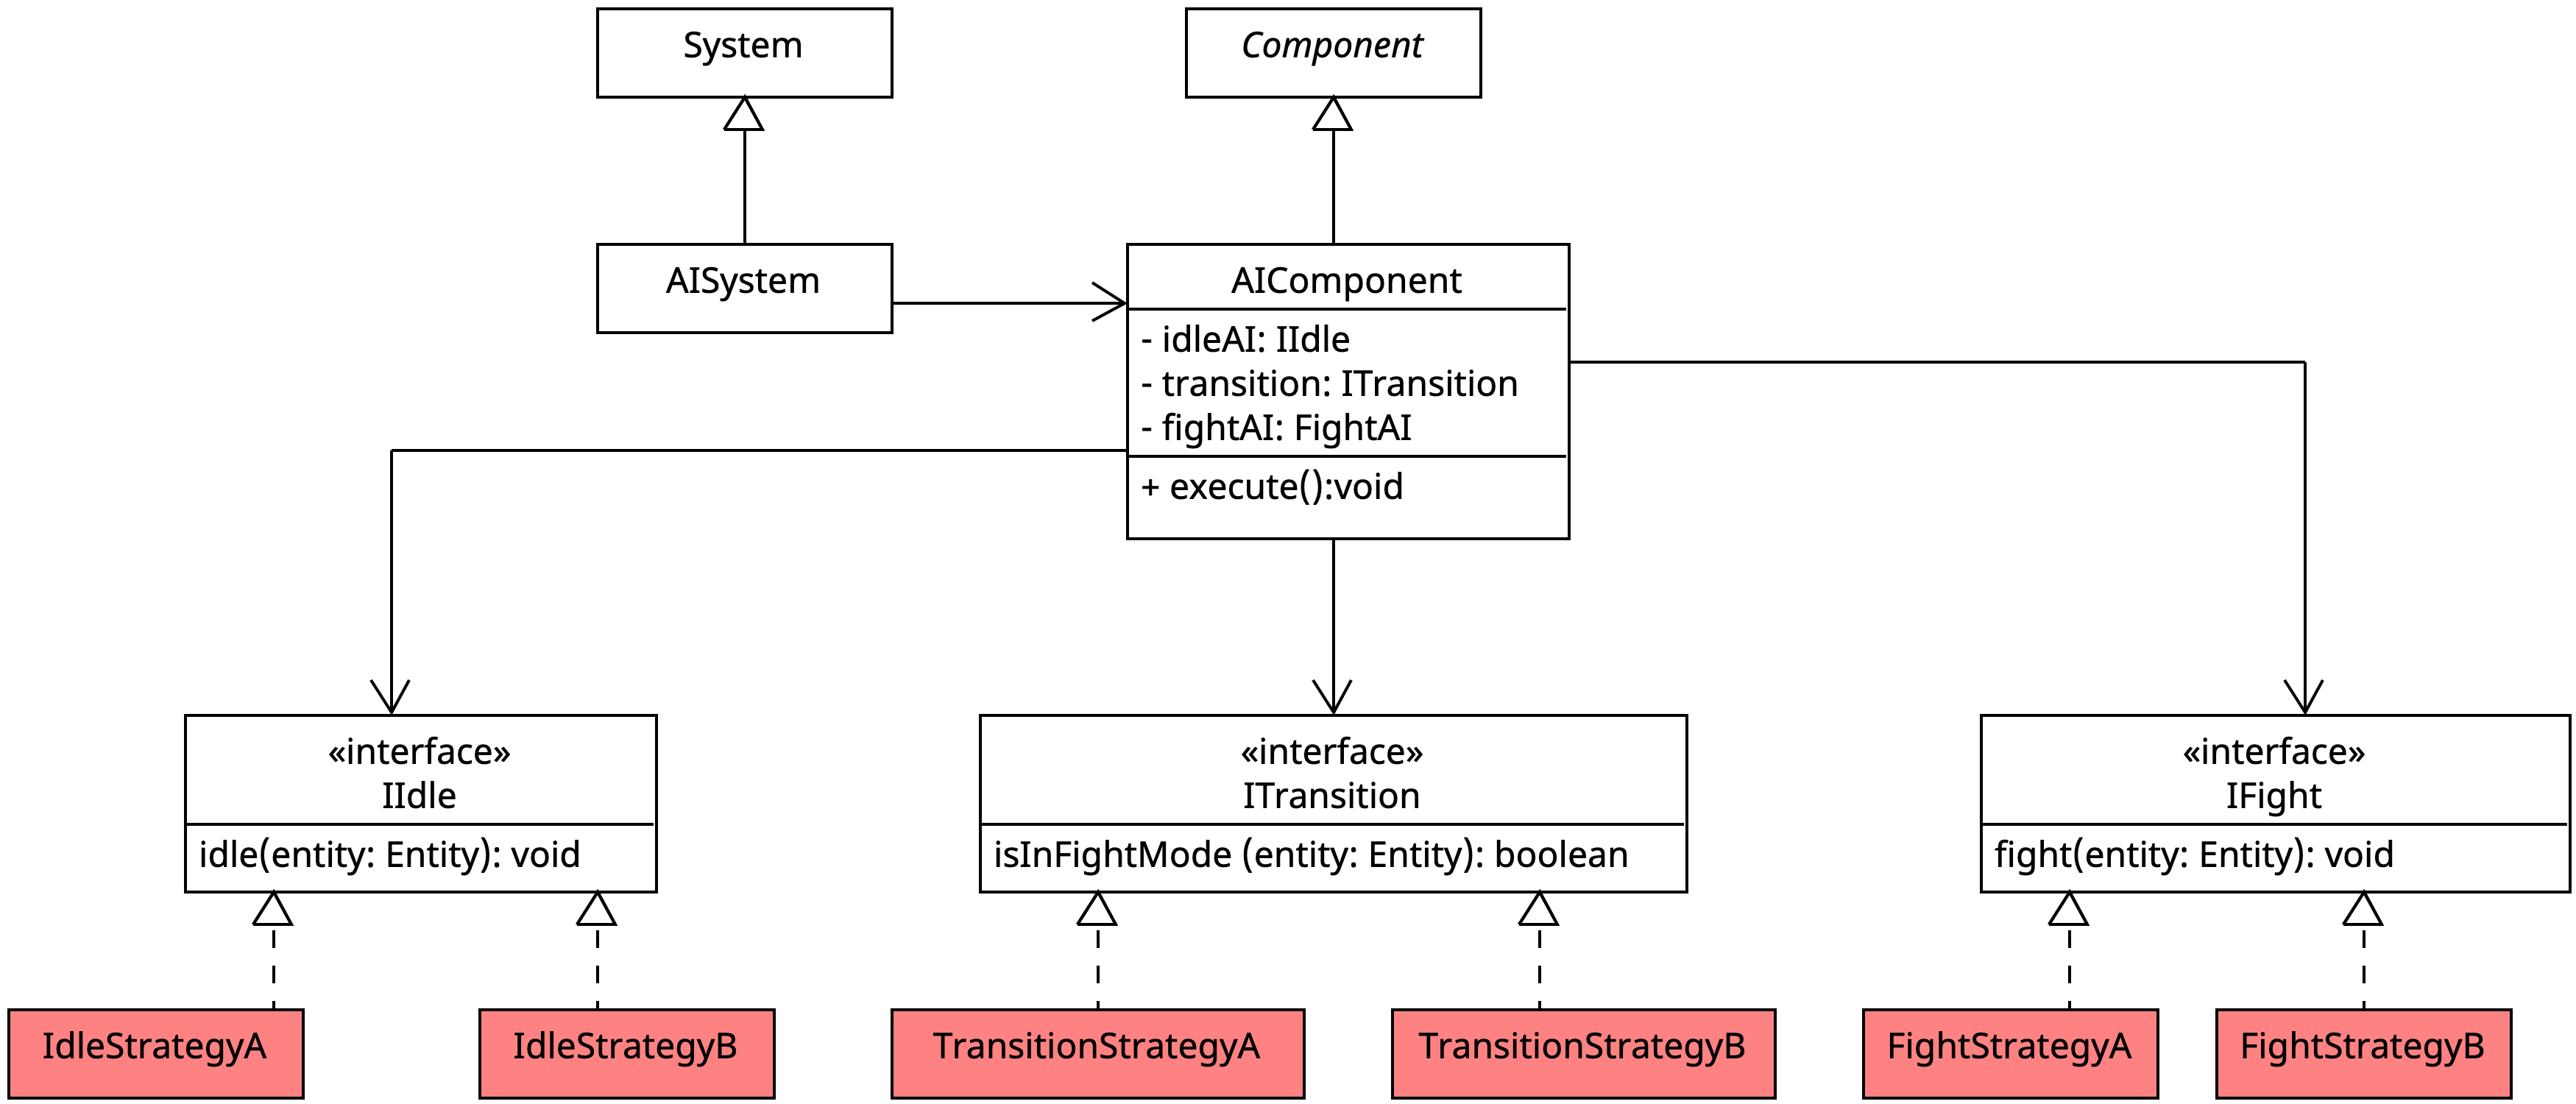 System
Component
AISystem
AIComponent
- idleAI: IIdle
- transition: ITransition
- fightAI: FightAI
+ execute():void
«interface»
IIdle
idle(entity: Entity): void
«interface»
ITransition
isInFightMode (entity: Entity): boolean
«interface»
IFight
fight(entity: Entity): void
IdleStrategyA
IdleStrategyB
TransitionStrategyA
TransitionStrategyB
FightStrategyA
FightStrategyB